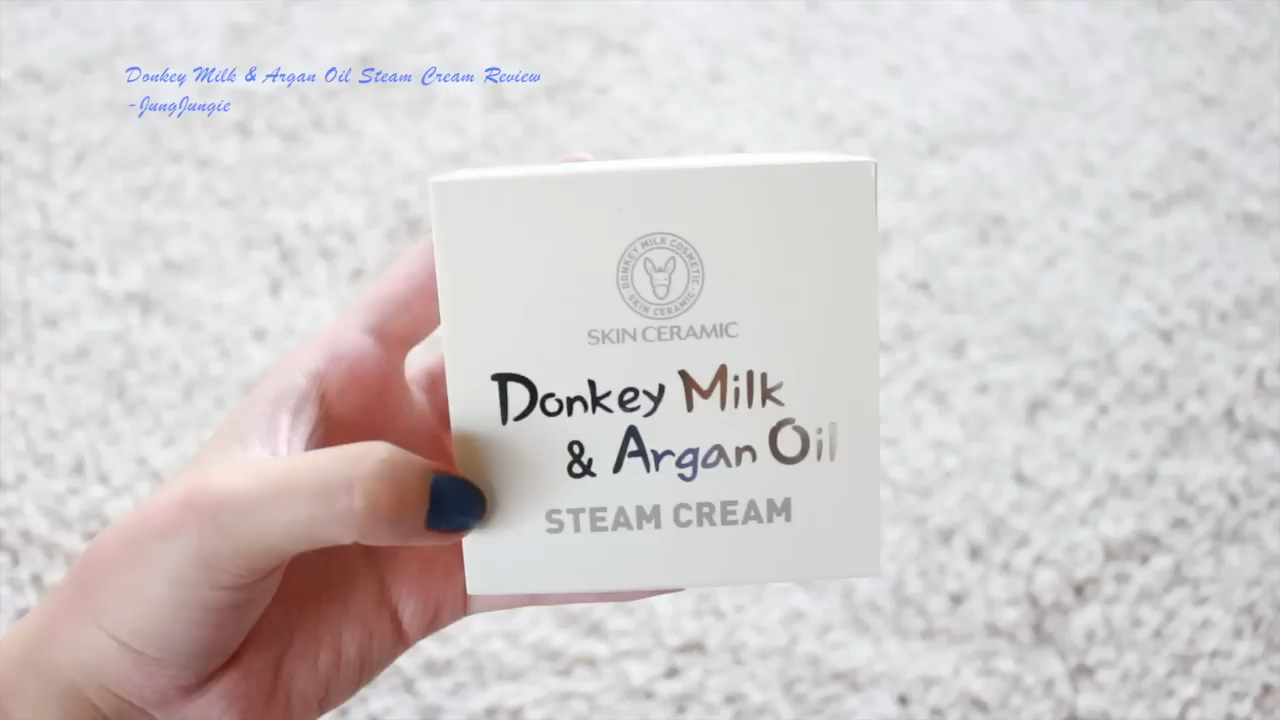 Donkey Milk & Argan Oil Steam Cream Review
-JungJungie
DONKEY MILK COSMETIC
· SKIN CERAMIC ·
SKIN CERAMIC
Donkey Milk
& Argan Oil
STEAM CREAM